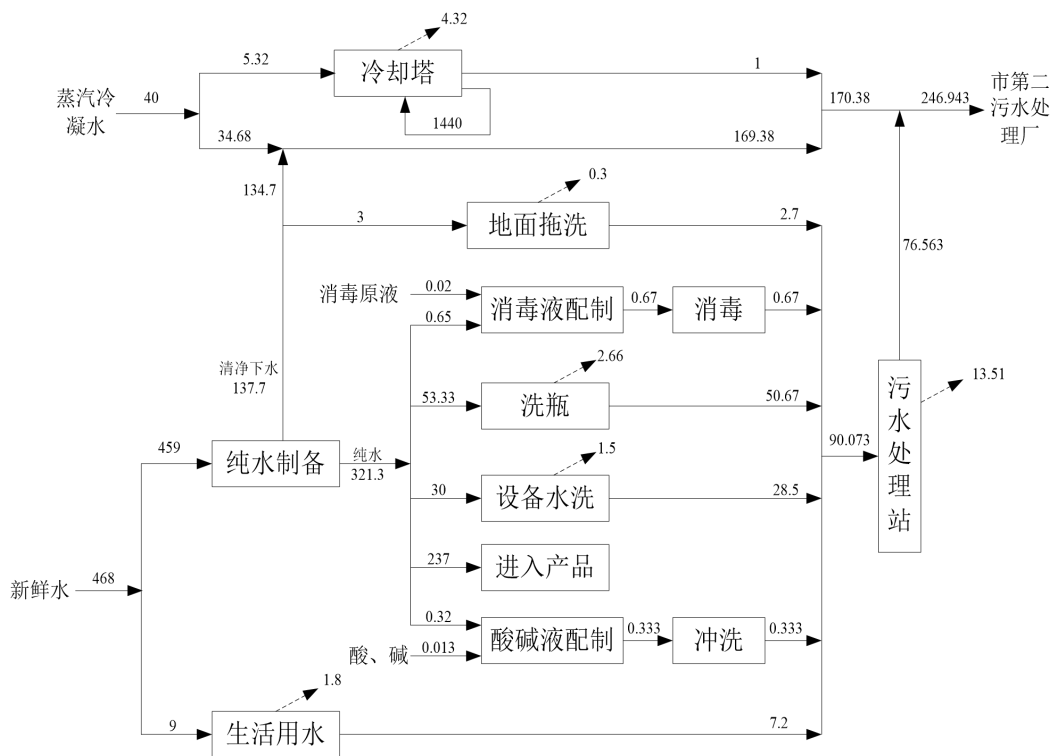 4.32
5.32
冷却塔
1
蒸汽冷
凝水
40
1440
170.38
246.943
市第二
污水处
理厂
34.68
169.38
134.7
0.3
3
地面拖洗
2.7
76.563
消毒原液
0.02
0.65
消毒液配制
0.67
消毒
0.67
清净下水
137.7
2.66
53.33
洗瓶
50.67
13.51
污
水
处
理
站
459
纯水制备
纯水
321.3
1.5
90.073
30
设备水洗
28.5
237
进入产品
新鲜水
468
0.32
酸、碱
0.013
酸碱液配制
0.333
冲洗
0.333
1.8
9
生活用水
7.2